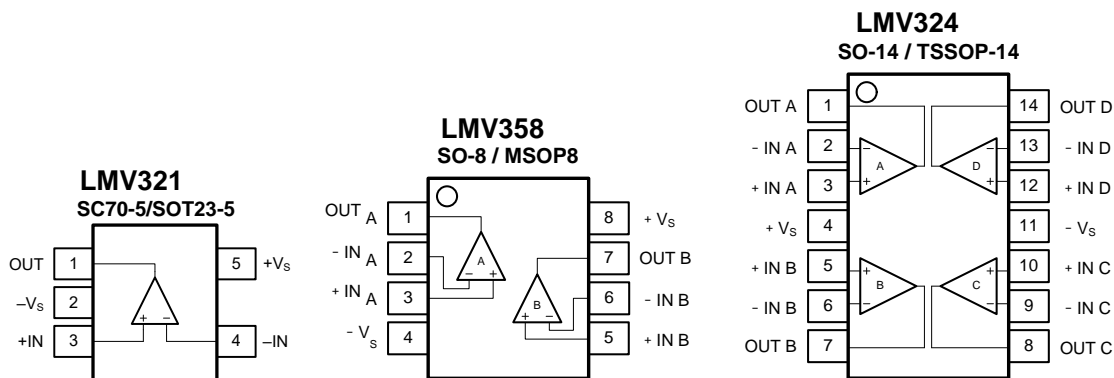 LMV321
SC70-5/SOT23-5
OUT 1
–VS 2
+IN 3
5 +VS
4 –IN
+ −
LMV358
SO-8 / MSOP8
OUT A 1
- IN A 2
+ IN A 3
- VS 4
8 + VS
7 OUT B
6 - IN B
5 + IN B
A
− +
B
+ −
LMV324
SO-14 / TSSOP-14
OUT A 1
- IN A 2
+ IN A 3
+ VS 4
+ IN B 5
- IN B 6
OUT B 7
14 OUT D
13 - IN D
12 + IN D
11 - VS
10 + IN C
9 - IN C
8 OUT C
−
A
+
−
D
+
+
B
−
+
C
−